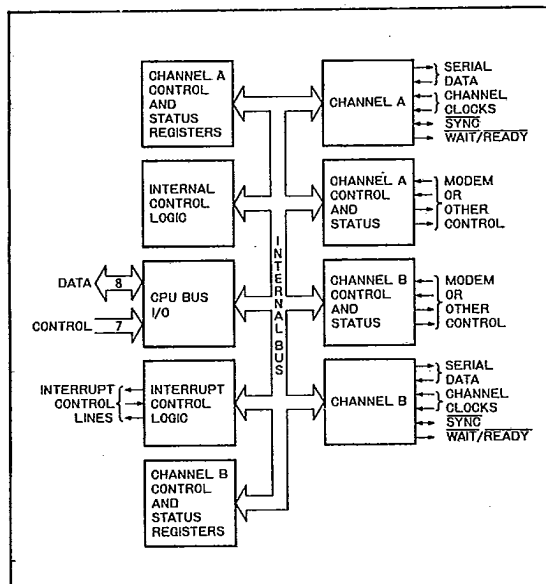 CHANNEL A
CONTROL
AND
STATUS
REGISTERS
CHANNEL A
SERIAL
DATA
CHANNEL
CLOCKS
SYNC
WAIT/READY
INTERNAL
CONTROL
LOGIC
CHANNEL A
CONTROL
AND
STATUS
MODEM
OR
OTHER
CONTROL
INTERNAL BUS
DATA
8
CONTROL
7
CPU BUS
I/O
CHANNEL B
CONTROL
AND
STATUS
MODEM
OR
OTHER
CONTROL
INTERRUPT
CONTROL
LINES
INTERRUPT
CONTROL
LOGIC
CHANNEL B
SERIAL
DATA
CHANNEL
CLOCKS
SYNC
WAIT/READY
CHANNEL B
CONTROL
AND
STATUS
REGISTERS